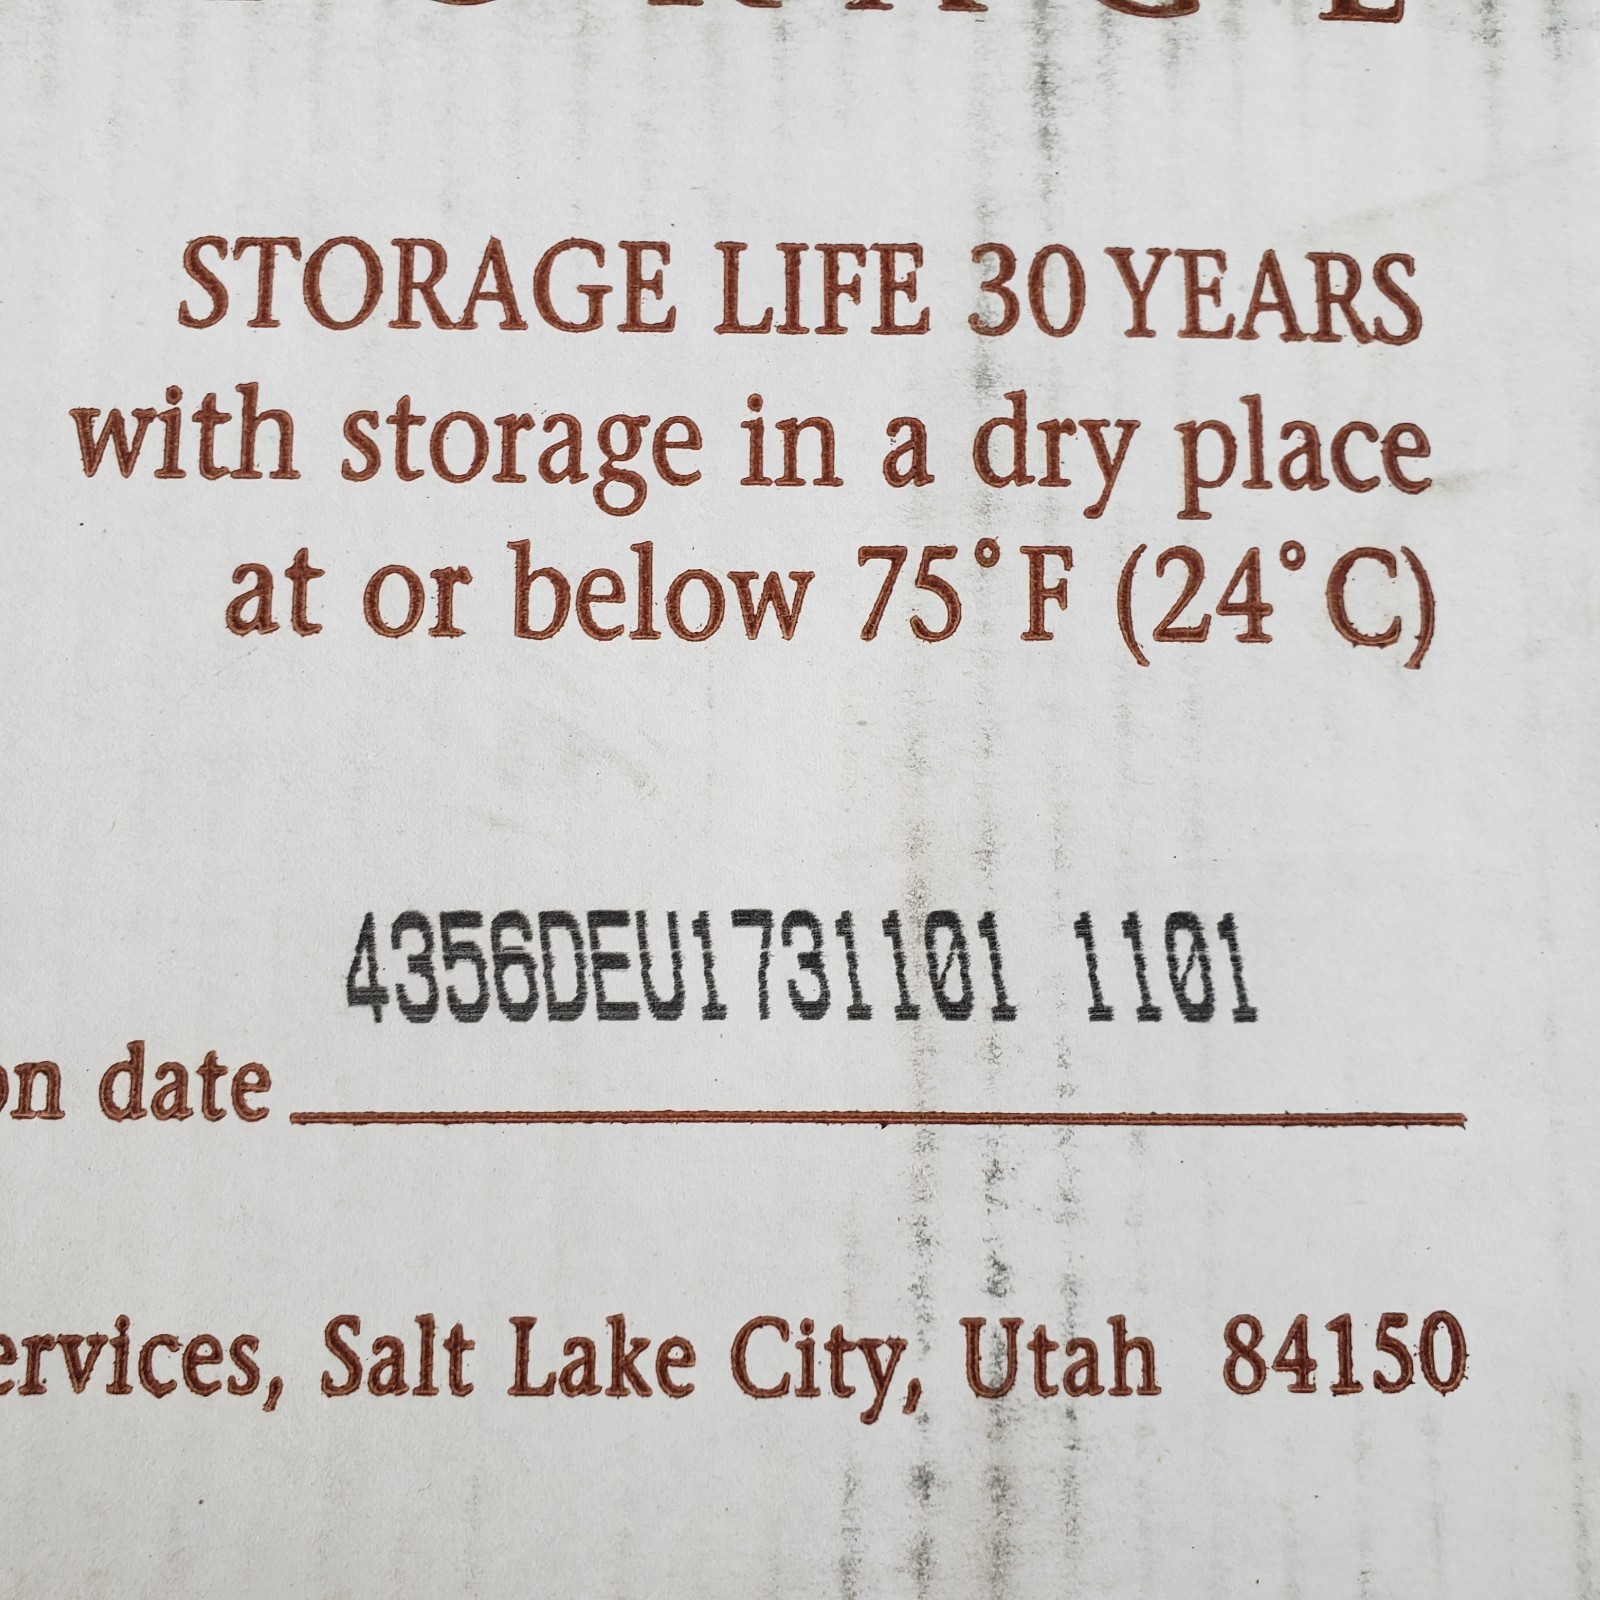 STORAGE LIFE 30 YEARS
with storage in a dry place
at or below 75° F (24° C)
4356DEU1731101 1101
on date
ervices, Salt Lake City, Utah 84150